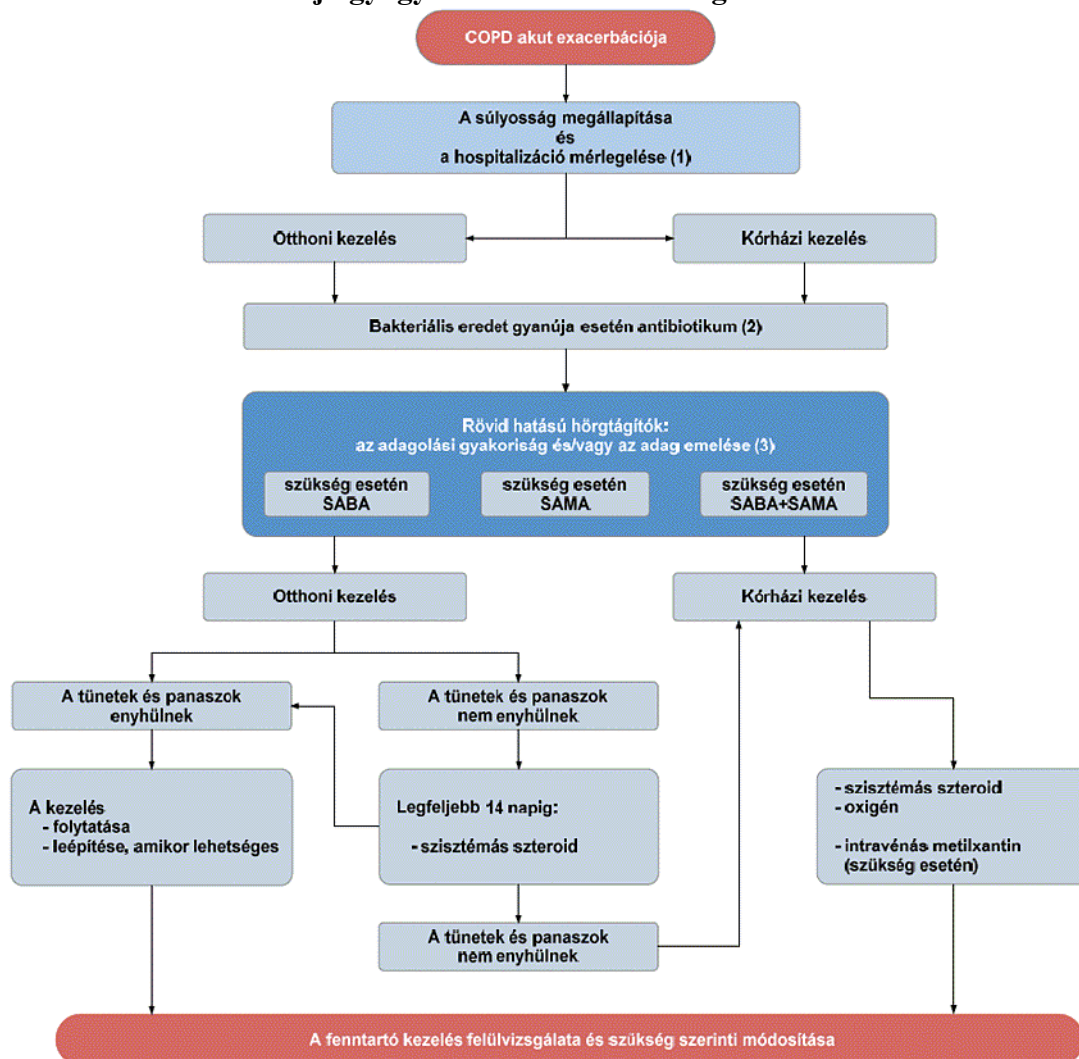 COPD akut exacerbációja
A súlyosság megállapítása
és
a hospitalizáció mérlegelése (1)
Otthoni kezelés
Kórházi kezelés
Bakteriális eredet gyanúja esetén antibiotikum (2)
Rövid hatású hörgtágítók:
az adagolási gyakoriság és/vagy az adag emelése (3)
szükség esetén
SABA
szükség esetén
SAMA
szükség esetén
SABA+SAMA
Otthoni kezelés
Kórházi kezelés
A tünetek és panaszok
enyhülnek
A tünetek és panaszok
nem enyhülnek
A kezelés
- folytatása
- leépítése, amikor lehetséges
Legfeljebb 14 napig:
- szisztémás szteroid
- szisztémás szteroid
- oxigén
- intravénás metilxantin
(szükség esetén)
A tünetek és panaszok
nem enyhülnek
A fenntartó kezelés felülvizsgálata és szükség szerinti módosítása